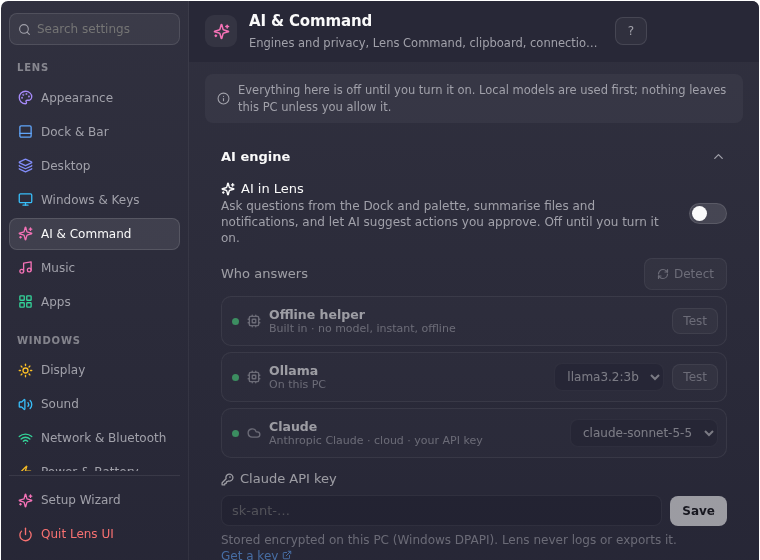 Search settings
LENS
Appearance
Dock & Bar
Desktop
Windows & Keys
AI & Command
Music
Apps
WINDOWS
Display
Sound
Network & Bluetooth
Power & Battery
Setup Wizard
Quit Lens UI
AI & Command
Engines and privacy, Lens Command, clipboard, connectio...
?
Everything here is off until you turn it on. Local models are used first; nothing leaves
this PC unless you allow it.
AI engine
AI in Lens
Ask questions from the Dock and palette, summarise files and
notifications, and let AI suggest actions you approve. Off until you turn it
on.
Who answers
Detect
Offline helper
Built in · no model, instant, offline
Test
Ollama
On this PC
llama3.2:3b
Test
Claude
Anthropic Claude · cloud · your API key
claude-sonnet-5-5
Claude API key
sk-ant-...
Save
Stored encrypted on this PC (Windows DPAPI). Lens never logs or exports it.
Get a key